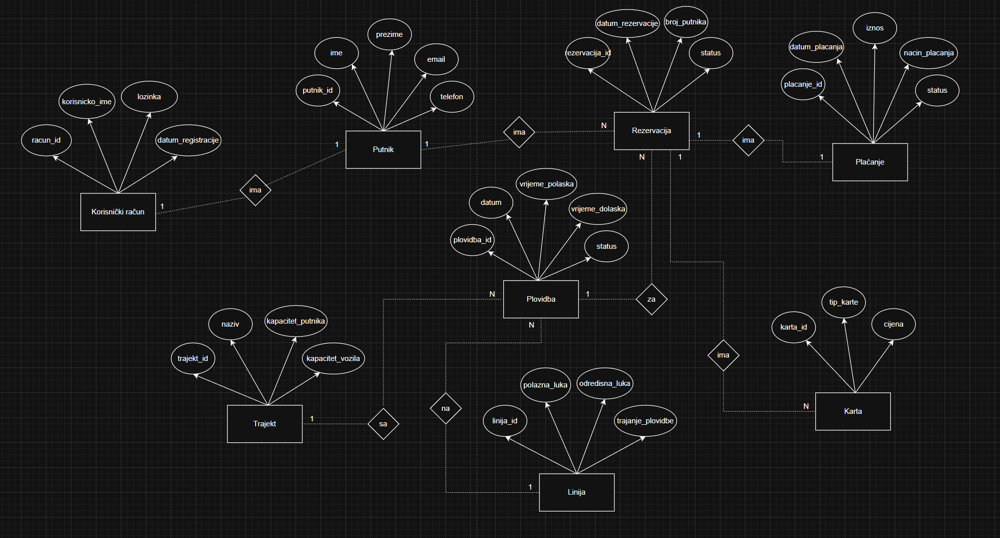 datum_rezervacije
broj_putnika
iznos
prezime
datum_placanja
nacin_placanja
ime
rezervacija_id
status
email
placanje_id
status
putnik_id
telefon
korisnicko_ime
lozinka
racun_id
datum_registracije
ima
N
Rezervacija
1
ima
1
Putnik
1
N
1
1
Plaćanje
ima
1
Korisnički račun
vrijeme_polaska
datum
vrijeme_dolaska
plovidba_id
status
N
Plovidba
1
za
N
tip_karte
karta_id
cijena
naziv
kapacitet_putnika
trajekt_id
kapacitet_vozila
ima
polazna_luka
odredisna_luka
na
linija_id
trajanje_plovidbe
N
Karta
Trajekt
1
sa
1
Linija